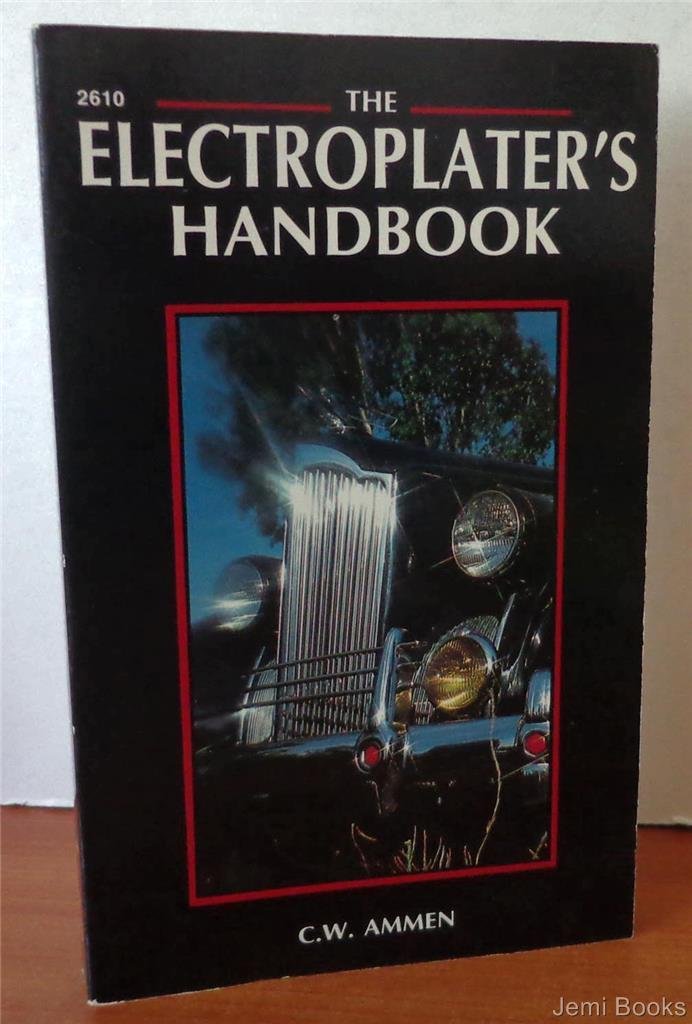 2610
THE
ELECTROPLATER'S
HANDBOOK
C.W. AMMEN
Jemi Books